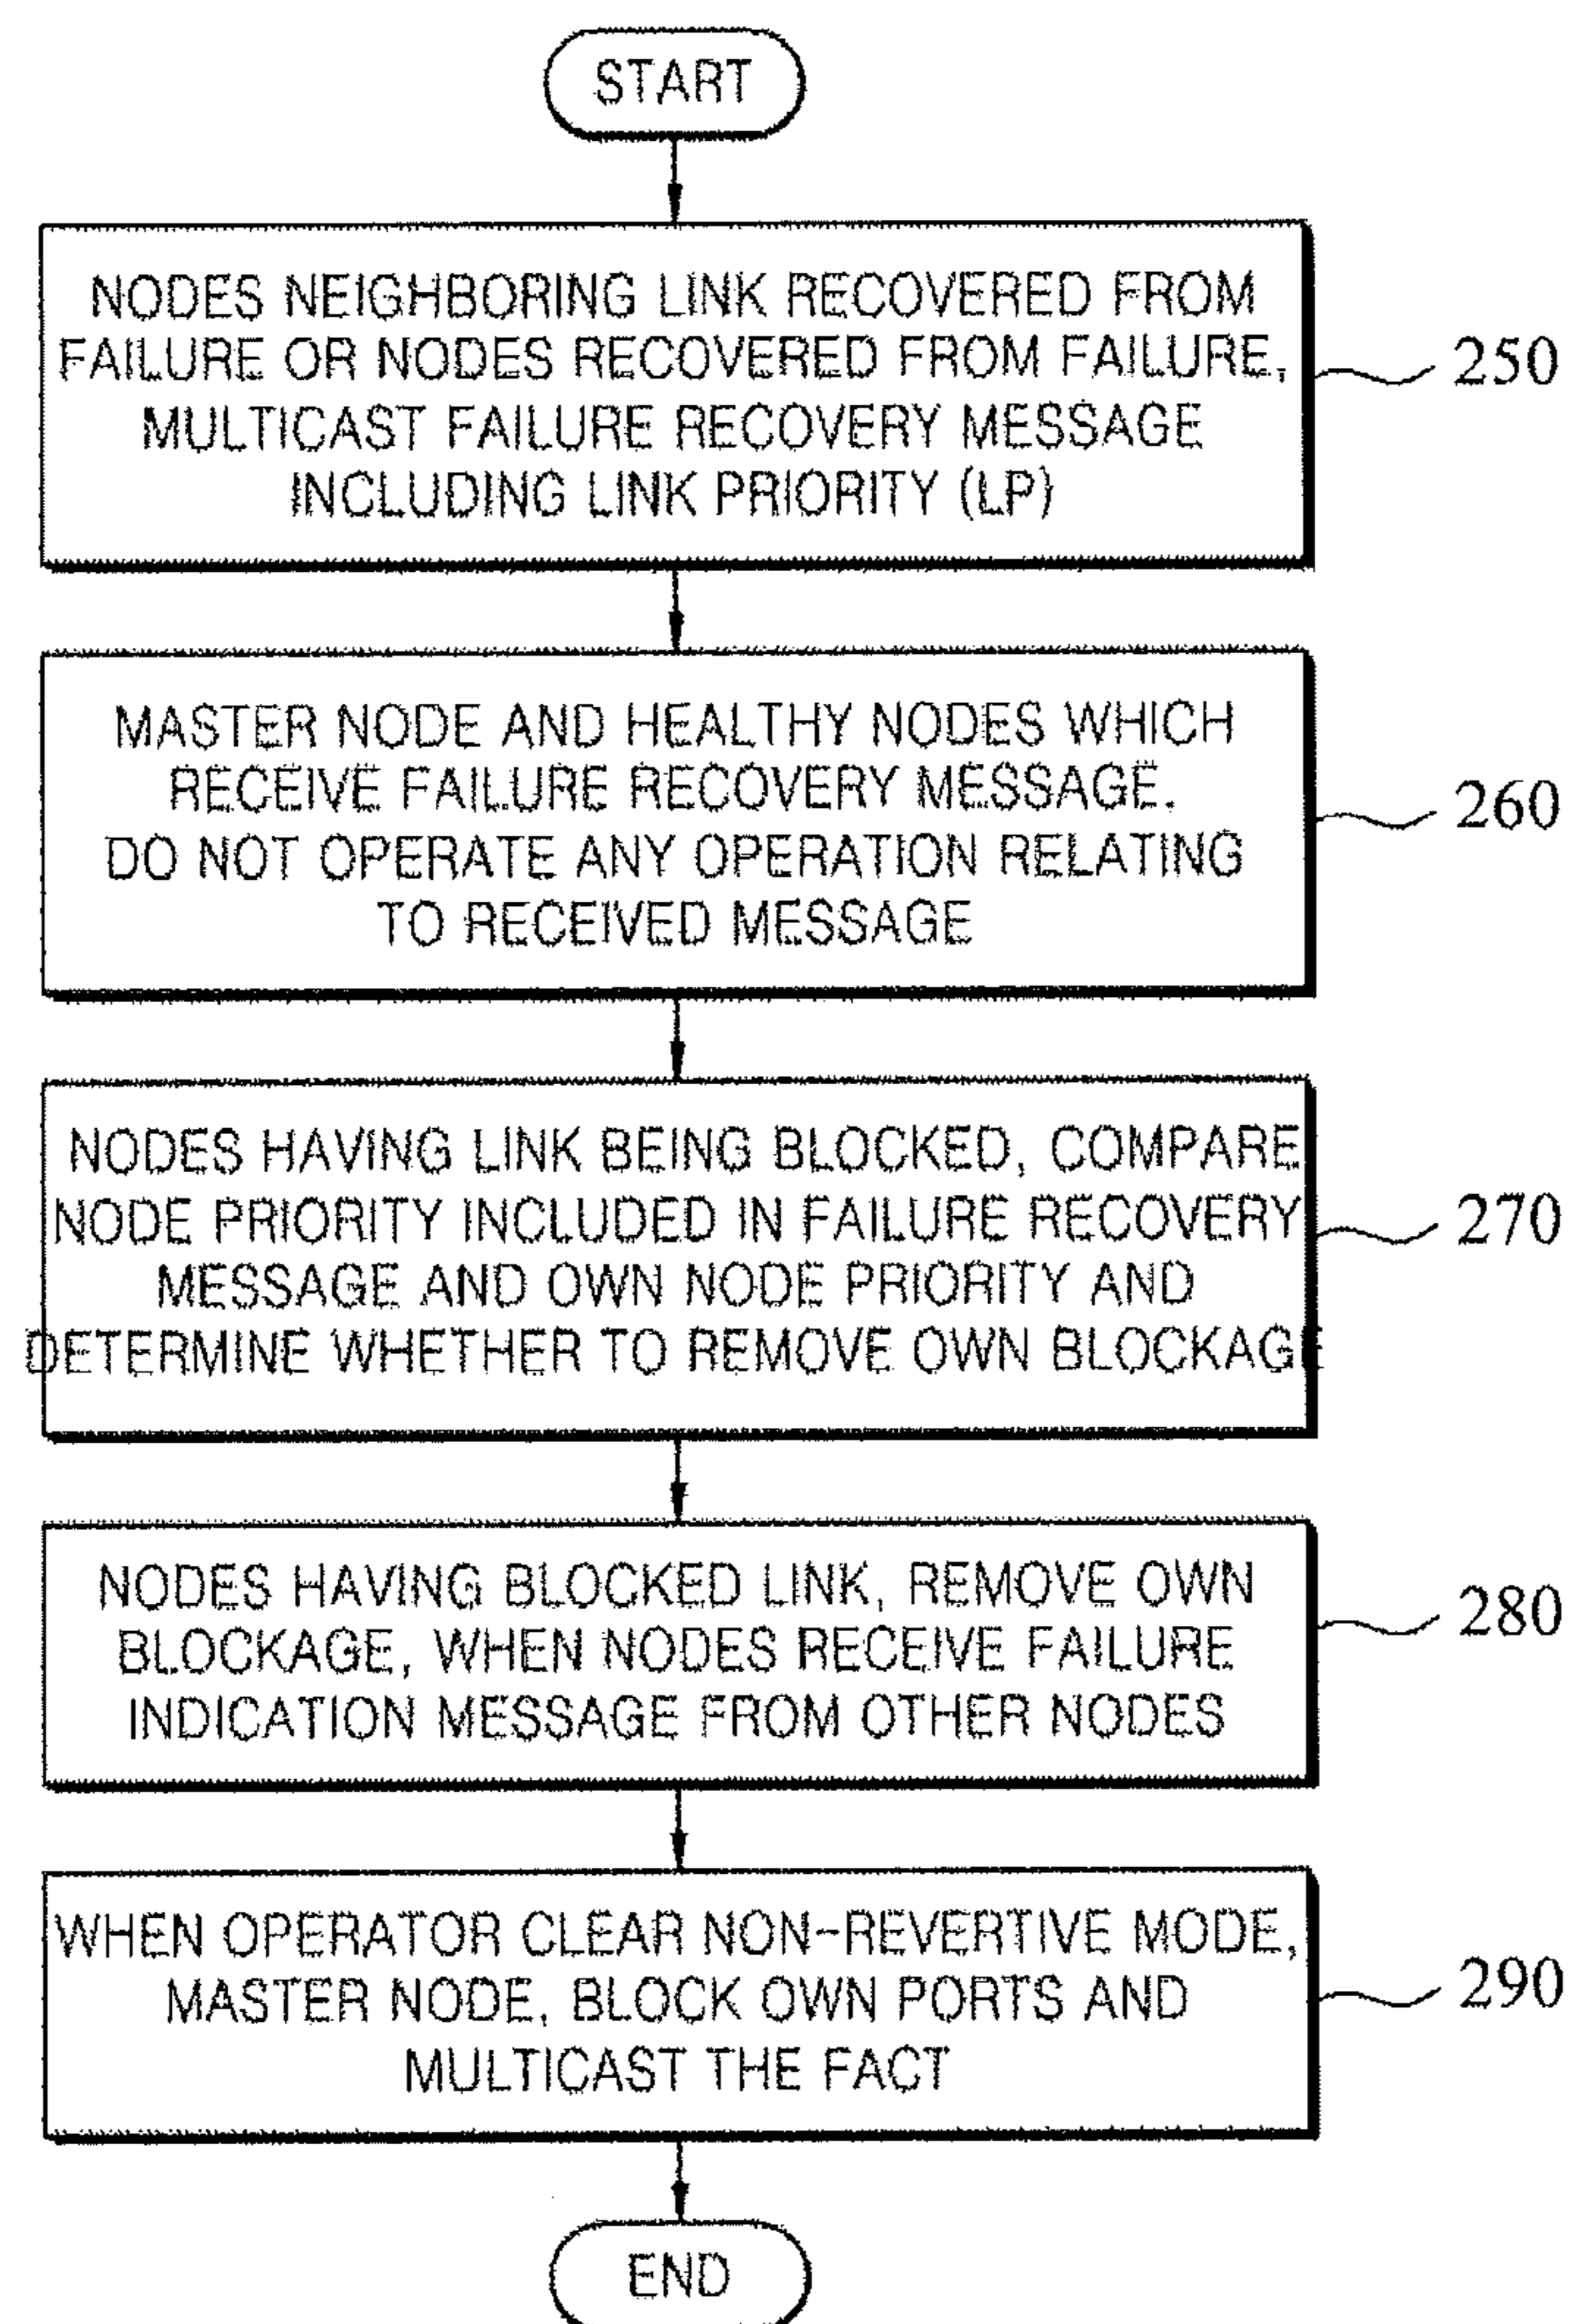 START
NODES NEIGHBORING LINK RECOVERED FROM
FAILURE OR NODES RECOVERED FROM FAILURE,
MULTICAST FAILURE RECOVERY MESSAGE
INCLUDING LINK PRIORITY (LP)
250
MASTER NODE AND HEALTHY NODES WHICH
RECEIVE FAILURE RECOVERY MESSAGE,
DO NOT OPERATE ANY OPERATION RELATING
TO RECEIVED MESSAGE
260
NODES HAVING LINK BEING BLOCKED, COMPARE
NODE PRIORITY INCLUDED IN FAILURE RECOVERY
MESSAGE AND OWN NODE PRIORITY AND
DETERMINE WHETHER TO REMOVE OWN BLOCKAGE
270
NODES HAVING BLOCKED LINK, REMOVE OWN
BLOCKAGE, WHEN NODES RECEIVE FAILURE
INDICATION MESSAGE FROM OTHER NODES
280
WHEN OPERATOR CLEAR NON-REVERTIVE MODE,
MASTER NODE, BLOCK OWN PORTS AND
MULTICAST THE FACT
290
END